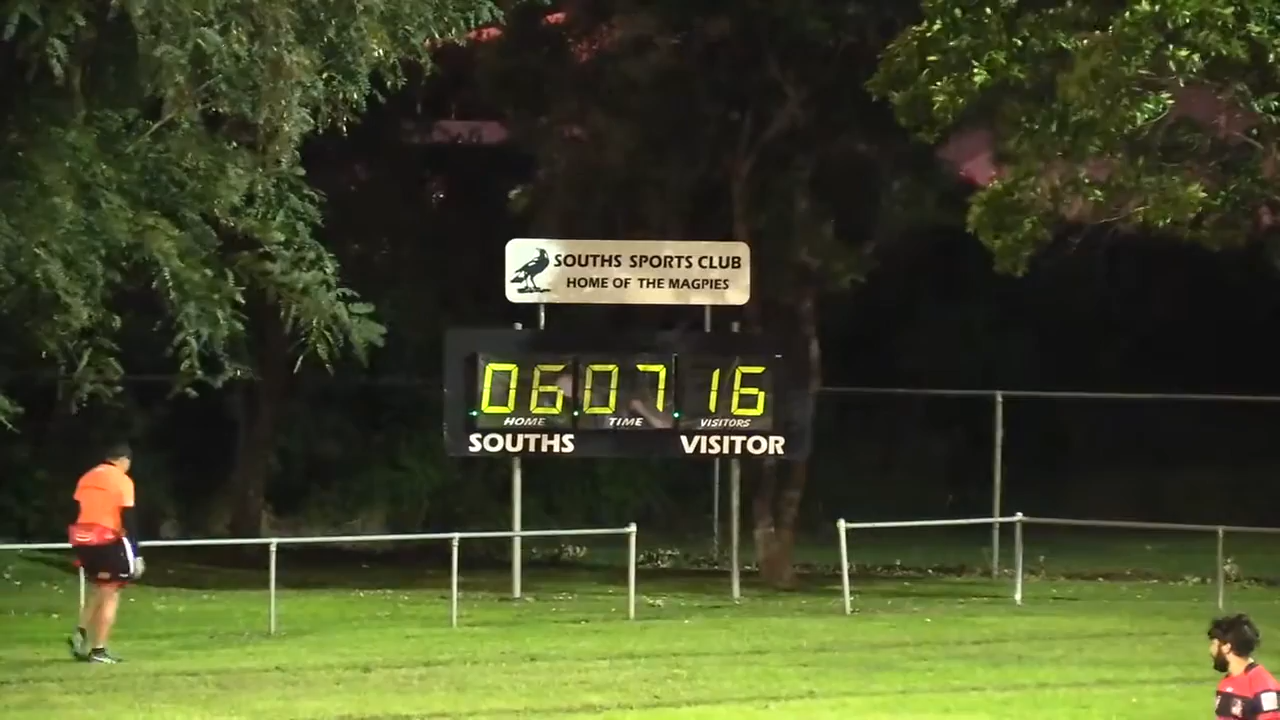 SOUTHS SPORTS CLUB
HOME OF THE MAGPIES
06 07 16
HOME TIME VISITORS
SOUTHS VISITOR